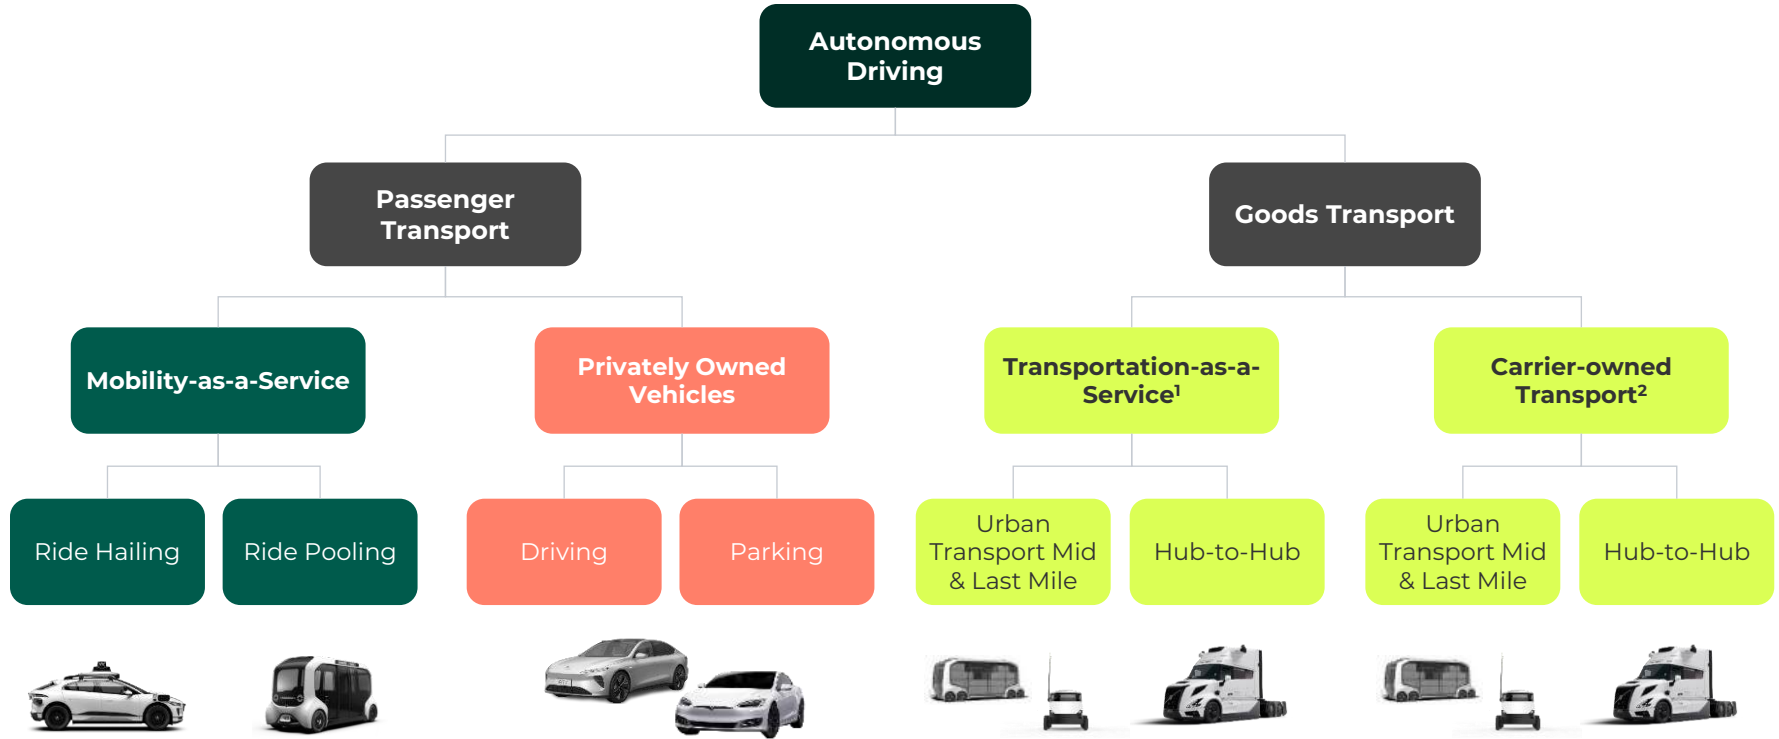 Autonomous
Driving
Passenger
Transport
Goods Transport
Mobility-as-a-Service
Privately Owned
Vehicles
Transportation-as-a-
Service¹
Carrier-owned
Transport²
Ride Hailing
Ride Pooling
Driving
Parking
Urban
Transport Mid
& Last Mile
Hub-to-Hub
Urban
Transport Mid
& Last Mile
Hub-to-Hub